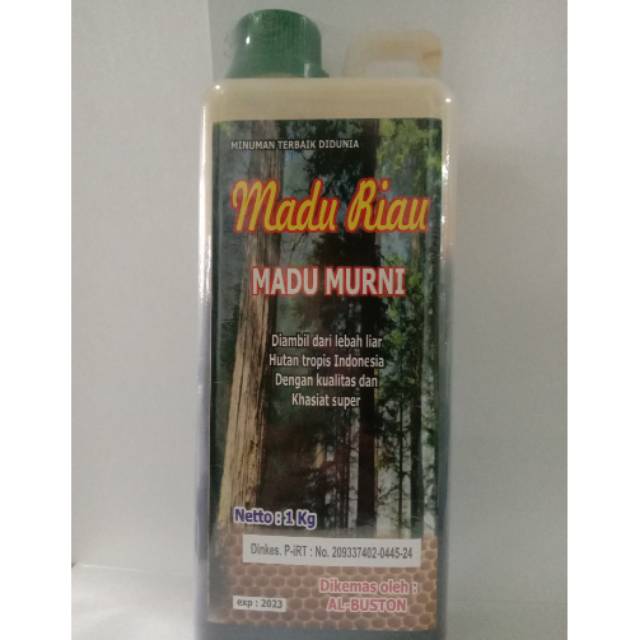 MINUMAN TERBAIK DIDUNIA
Madu Riau
MADU MURNI
Diambil dari lebah liar
Hutan tropis Indonesia
Dengan kualitas dan
Khasiat super
Netto : 1 Kg
Dinkes. P-iRT : No. 209337402-0445-24
Dikemas oleh :
AL-BUSTON
exp : 2023